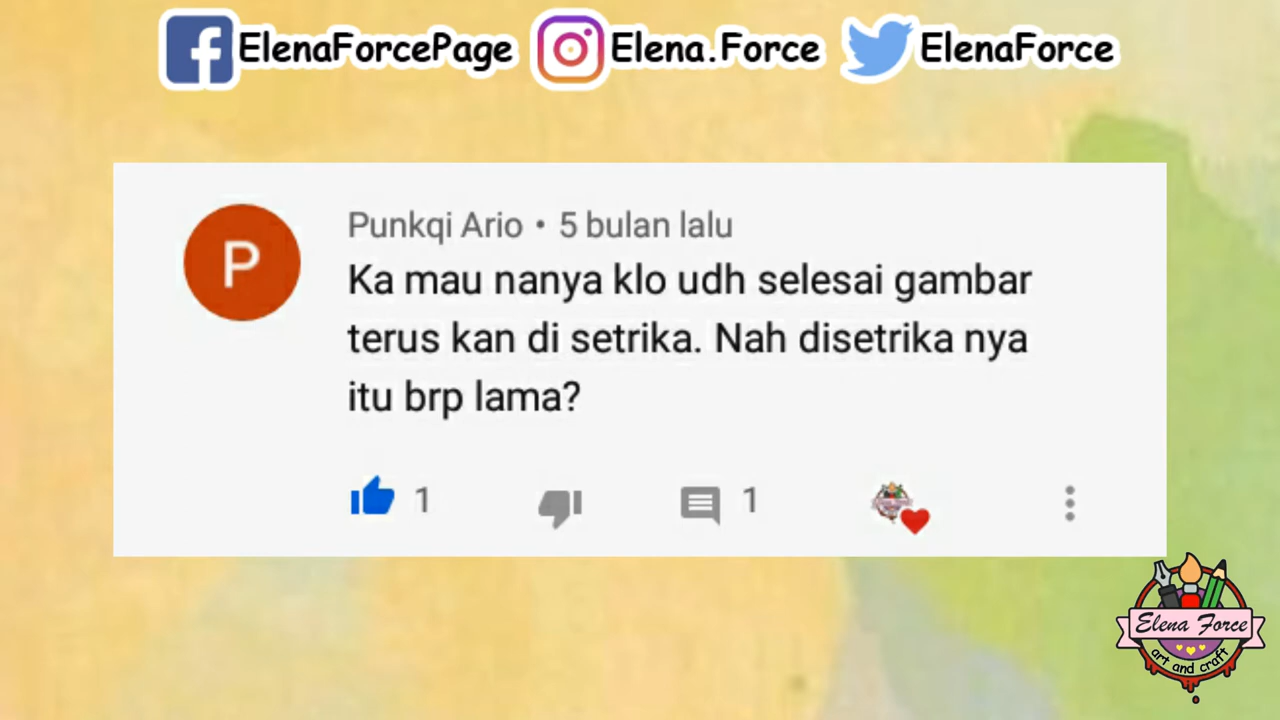 ElenaForcePage Elena.Force ElenaForce
P
Punkqi Ario • 5 bulan lalu
Ka mau nanya klo udh selesai gambar
terus kan di setrika. Nah disetrika nya
itu brp lama?
1 1
Elena Force
art and craft